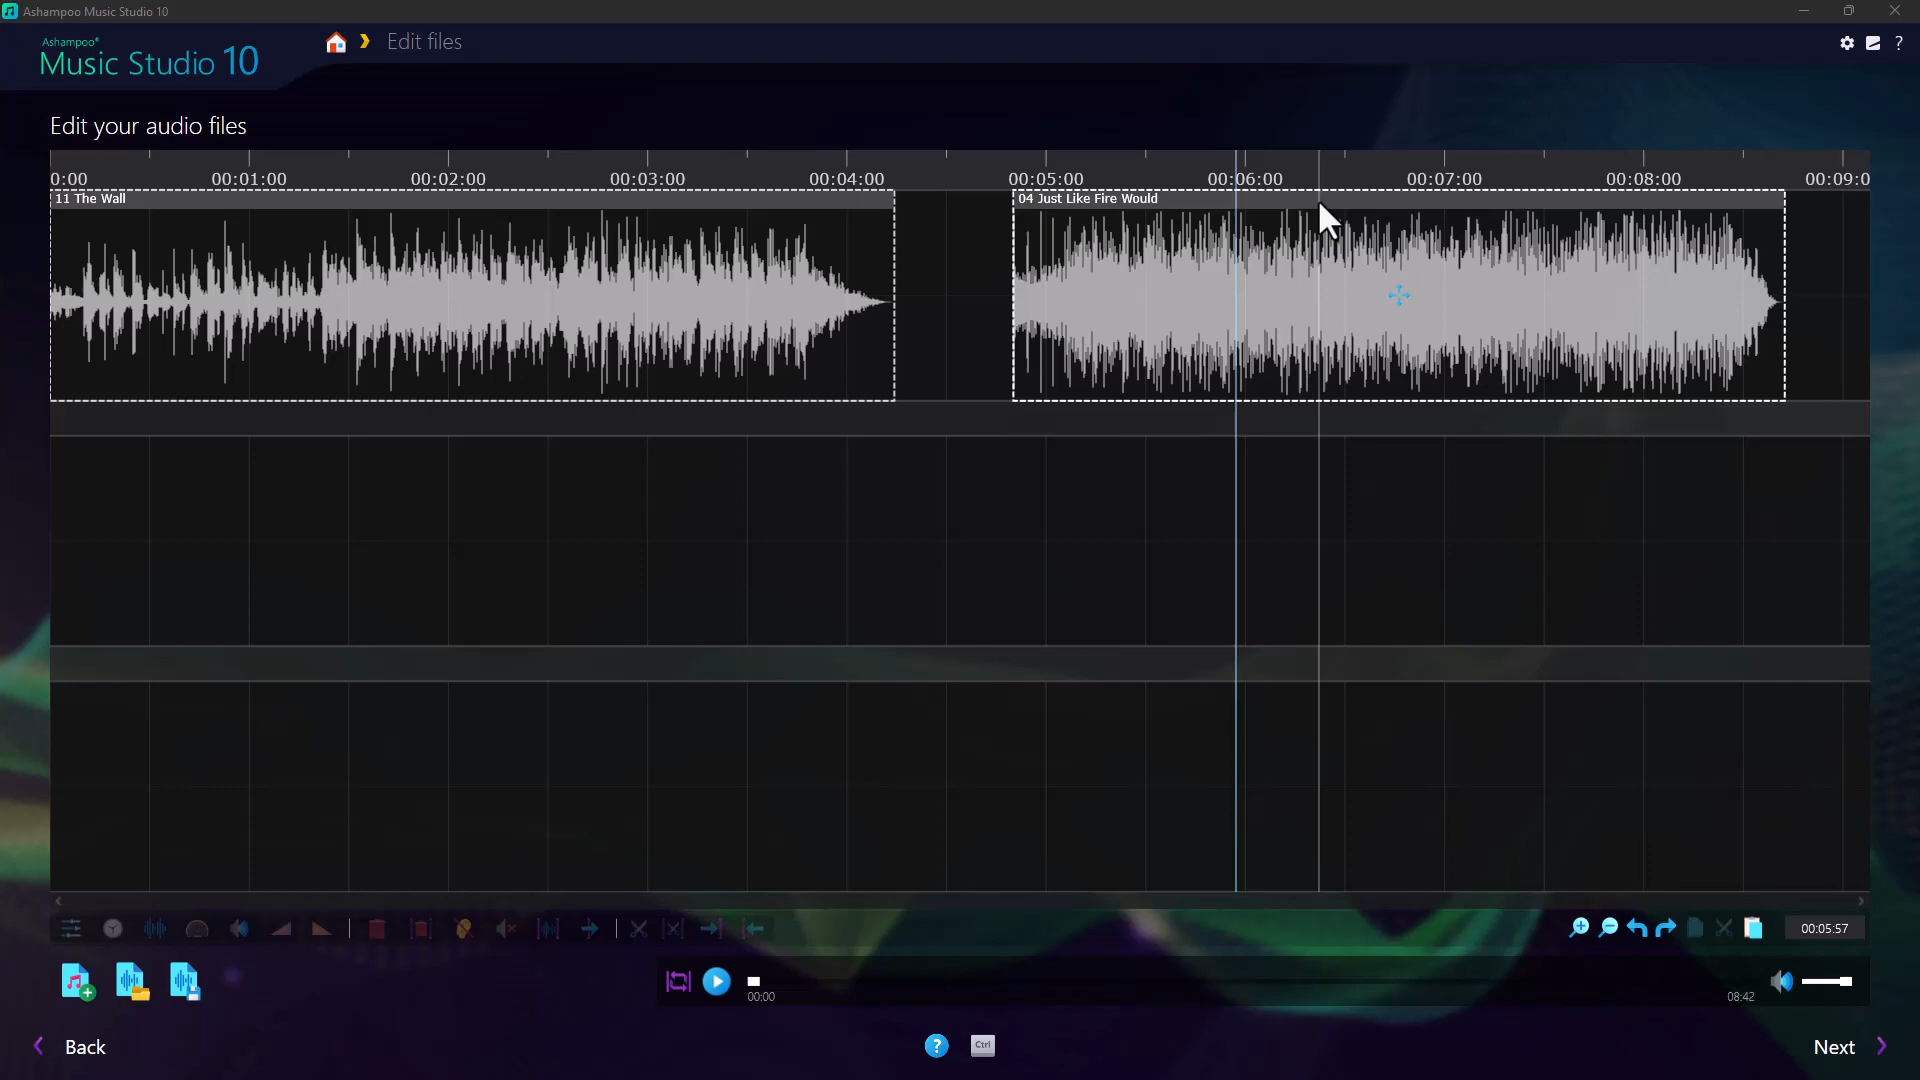 Ashampoo Music Studio 10
Ashampoo®
Music Studio 10
Edit files
?
Edit your audio files
0:00 00:01:00 00:02:00 00:03:00 00:04:00 00:05:00 00:06:00 00:07:00 00:08:00 00:09:0
11 The Wall
04 Just Like Fire Would
00:05:57
00:00
08:42
Back
?
Ctrl
Next